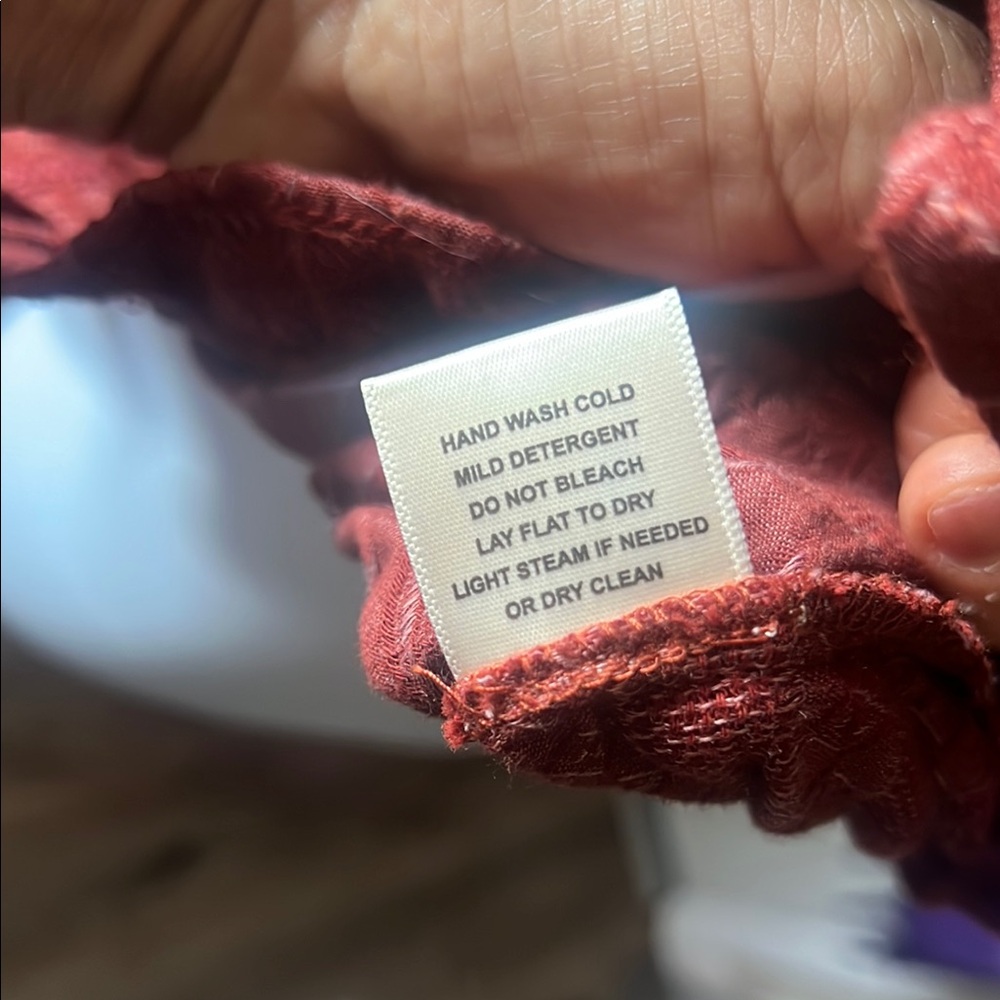 HAND WASH COLD
MILD DETERGENT
DO NOT BLEACH
LAY FLAT TO DRY
LIGHT STEAM IF NEEDED
OR DRY CLEAN